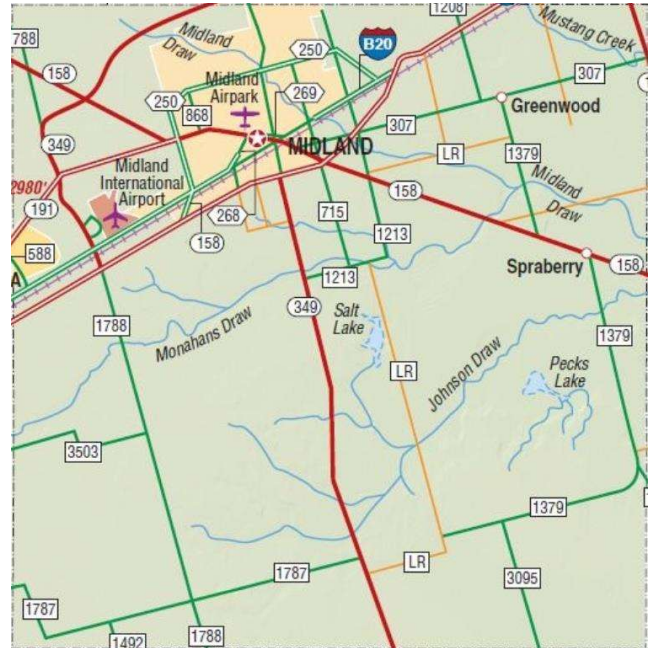 1208
Mustang Creek
788
Midland
Draw
250
B20
158
Midland
Airpark
269
307
250
868
Greenwood
307
349
MIDLAND
LR
1379
2980'
Midland
International
Airport
158
Midland
Draw
191
268
715
158
1213
588
Spraberry
158
A
1213
349
1788
Salt
Lake
1379
Monahans Draw
Johnson Draw
Pecks
Lake
LR
3503
1379
LR
1787
3095
1787
1492
1788